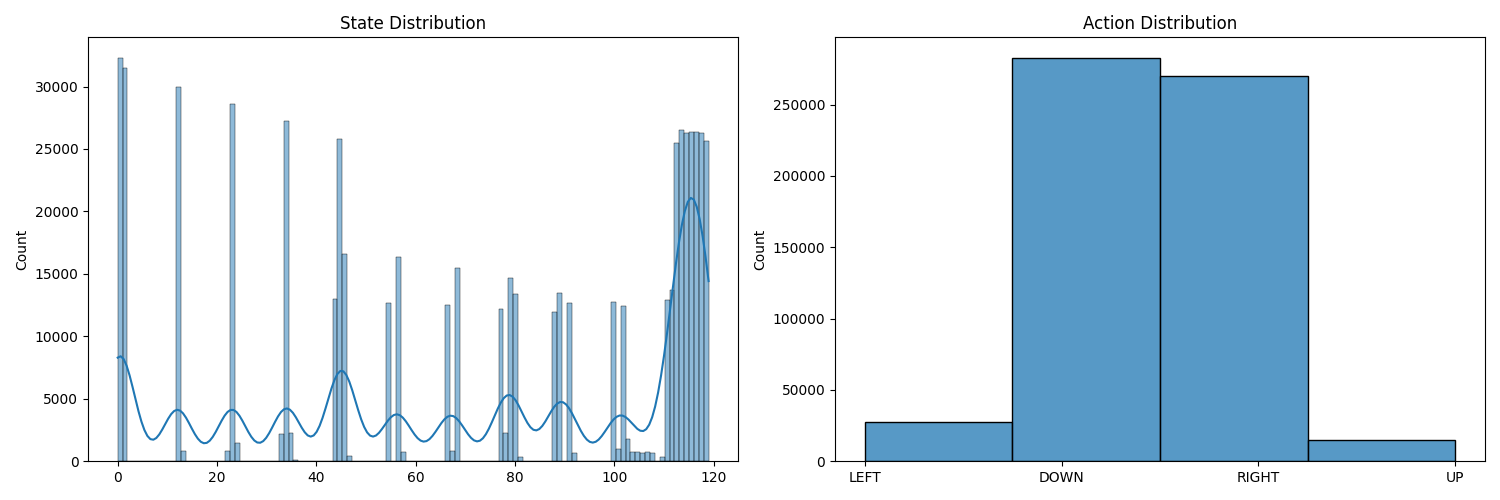 State Distribution
Count
30000
25000
20000
15000
10000
5000
0
0 20 40 60 80 100 120
Action Distribution
Count
250000
200000
150000
100000
50000
0
LEFT DOWN RIGHT UP